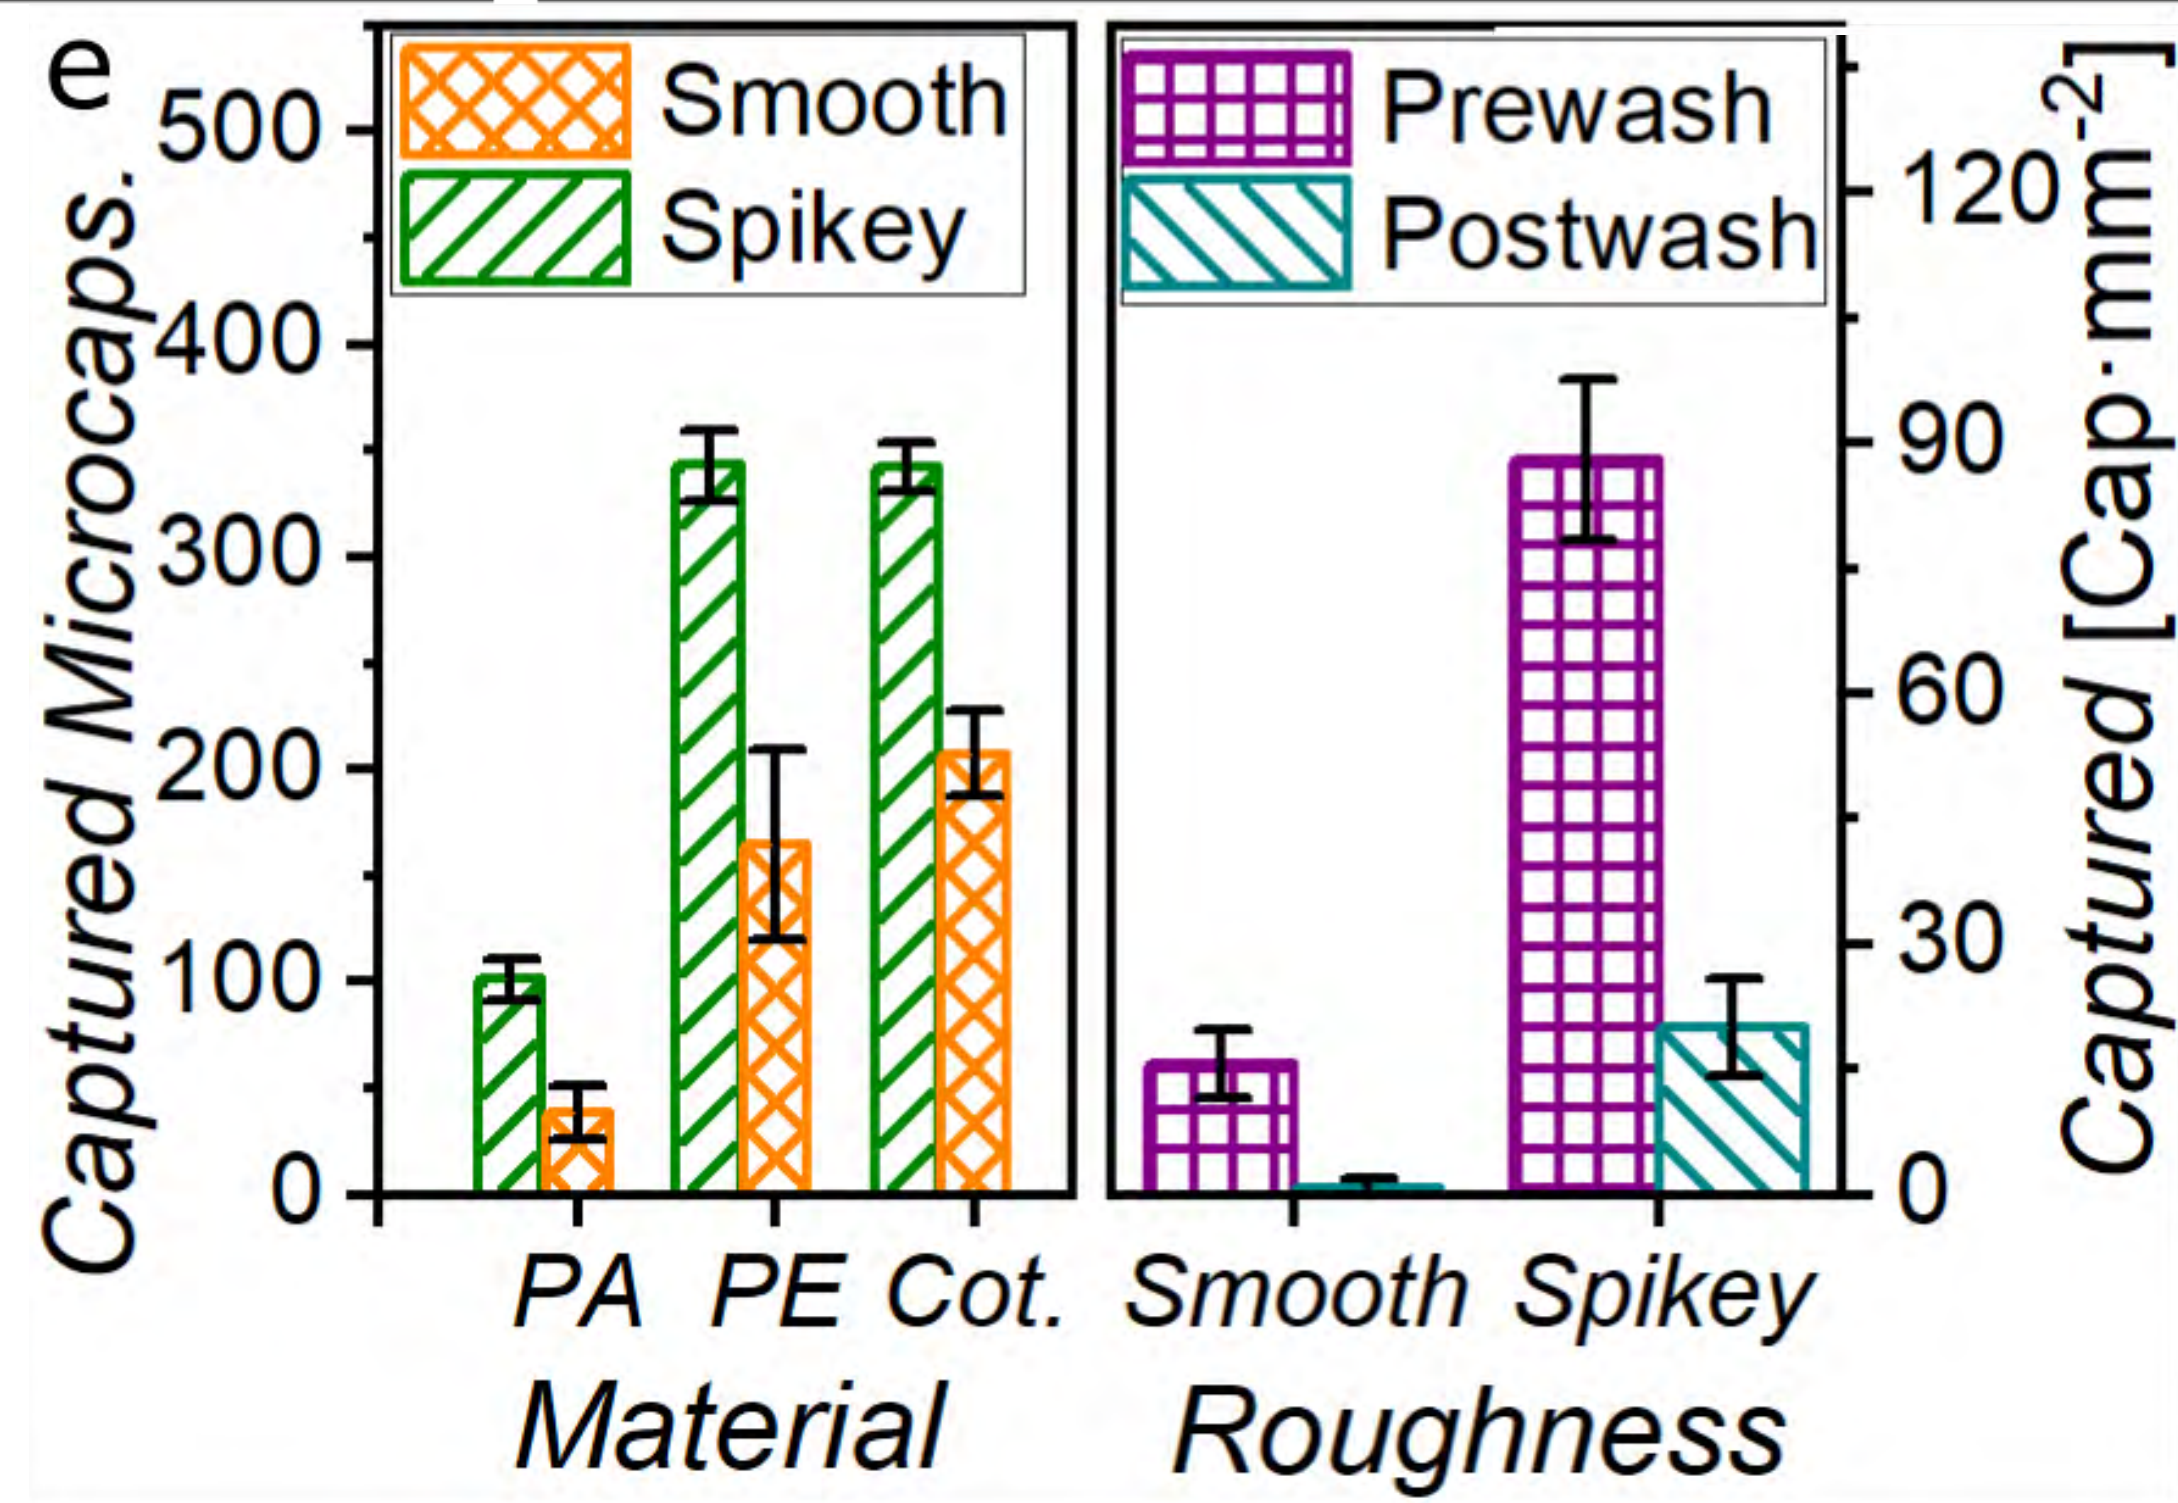 e
Captured Microcaps.
500
400
300
200
100
0
Smooth
Spikey
PA PE Cot.
Material
Prewash
Postwash
Smooth Spikey
Roughness
120
90
60
30
0
Captured [Cap·mm⁻²]